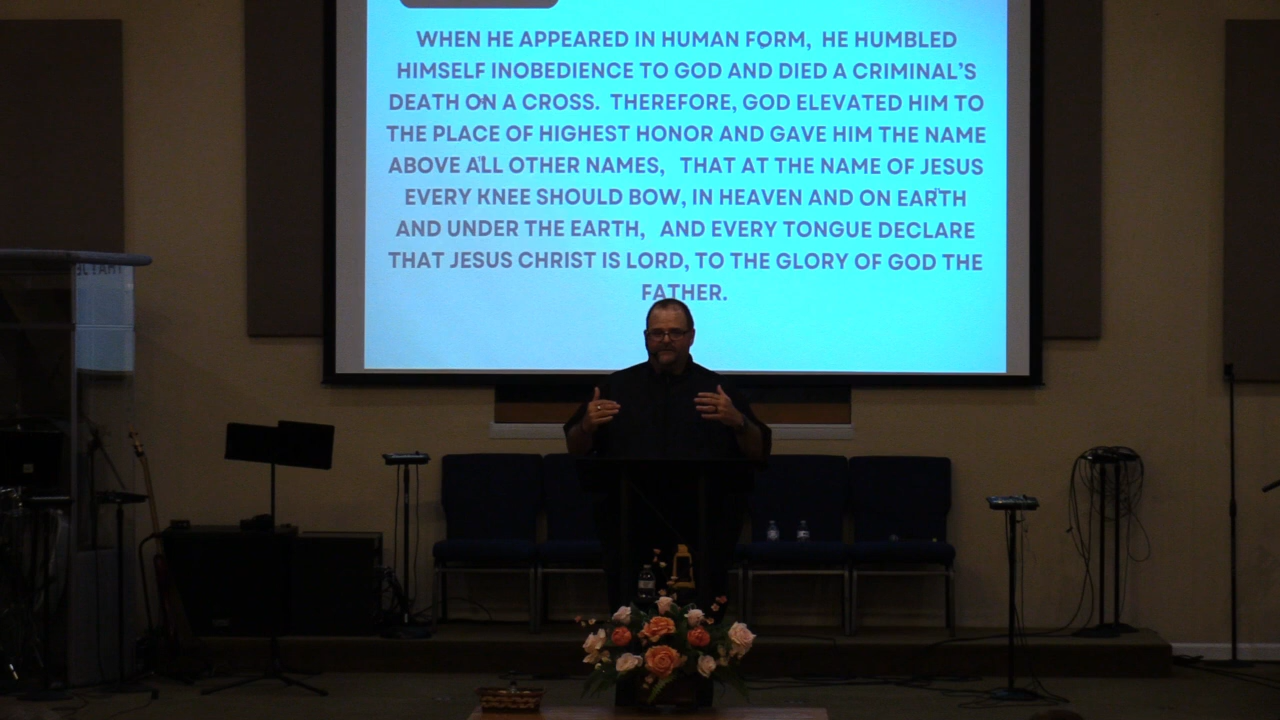 WHEN HE APPEARED IN HUMAN FORM, HE HUMBLED
HIMSELF INOBEDIENCE TO GOD AND DIED A CRIMINAL'S
DEATH ON A CROSS. THEREFORE, GOD ELEVATED HIM TO
THE PLACE OF HIGHEST HONOR AND GAVE HIM THE NAME
ABOVE ALL OTHER NAMES, THAT AT THE NAME OF JESUS
EVERY KNEE SHOULD BOW, IN HEAVEN AND ON EARTH
AND UNDER THE EARTH, AND EVERY TONGUE DECLARE
THAT JESUS CHRIST IS LORD, TO THE GLORY OF GOD THE
FATHER.